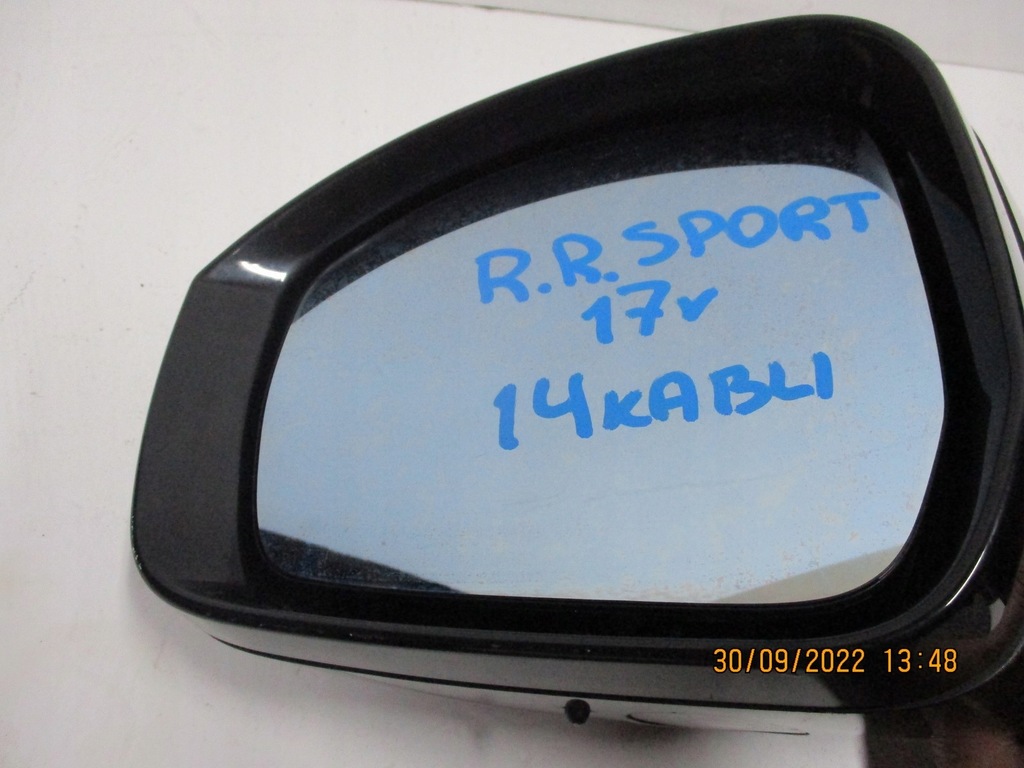 R.R.SPORT
17r
14KABLI
30/09/2022 13:48